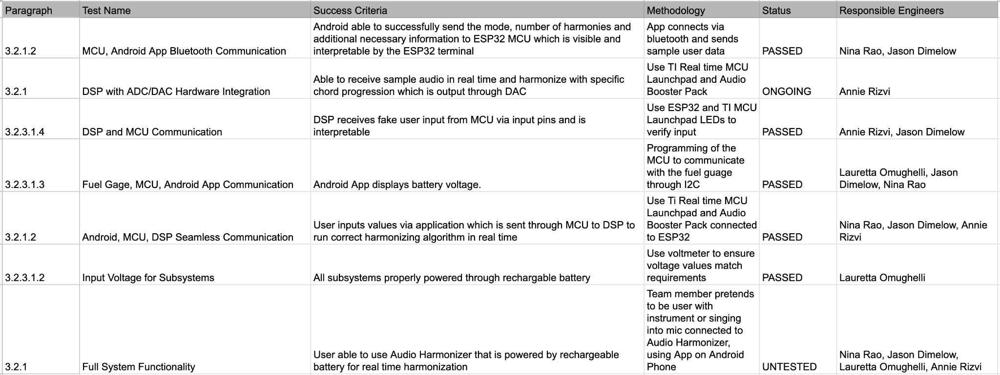 Paragraph Test Name Success Criteria Methodology Status Responsible Engineers
Android able to successfully send the mode, number of harmonies and App connects via
additional necessary information to ESP32 MCU which is visible and bluetooth and sends
3.2.1.2 MCU, Android App Bluetooth Communication interpretable by the ESP32 terminal sample user data PASSED Nina Rao, Jason Dimelow
Use TI Real time MCU
Able to receive sample audio in real time and harmonize with specific Launchpad and Audio
3.2.1 DSP with ADC/DAC Hardware Integration chord progression which is output through DAC Booster Pack ONGOING Annie Rizvi
Use ESP32 and TI MCU
DSP receives fake user input from MCU via input pins and is Launchpad LEDs to
3.2.3.1.4 DSP and MCU Communication interpretable verify input PASSED Annie Rizvi, Jason Dimelow
Programming of the
MCU to communicate
with the fuel guage Lauretta Omughelli, Jason
3.2.3.1.3 Fuel Gage, MCU, Android App Communication Android App displays battery voltage. through I2C PASSED Dimelow, Nina Rao
Use Ti Real time MCU
Launchpad and Audio
User inputs values via application which is sent through MCU to DSP to Booster Pack connected Nina Rao, Jason Dimelow, Annie
3.2.1.2 Android, MCU, DSP Seamless Communication run correct harmonizing algorithm in real time to ESP32 PASSED Rizvi
Use voltmeter to ensure
voltage values match
3.2.3.1.2 Input Voltage for Subsystems All subsystems properly powered through rechargable battery requirements PASSED Lauretta Omughelli
Team member pretends
to be user with
instrument or singing
into mic connected to
Audio Harmonizer,
User able to use Audio Harmonizer that is powered by rechargeable using App on Android Nina Rao, Jason Dimelow,
3.2.1 Full System Functionality battery for real time harmonization Phone UNTESTED Lauretta Omughelli, Annie Rizvi